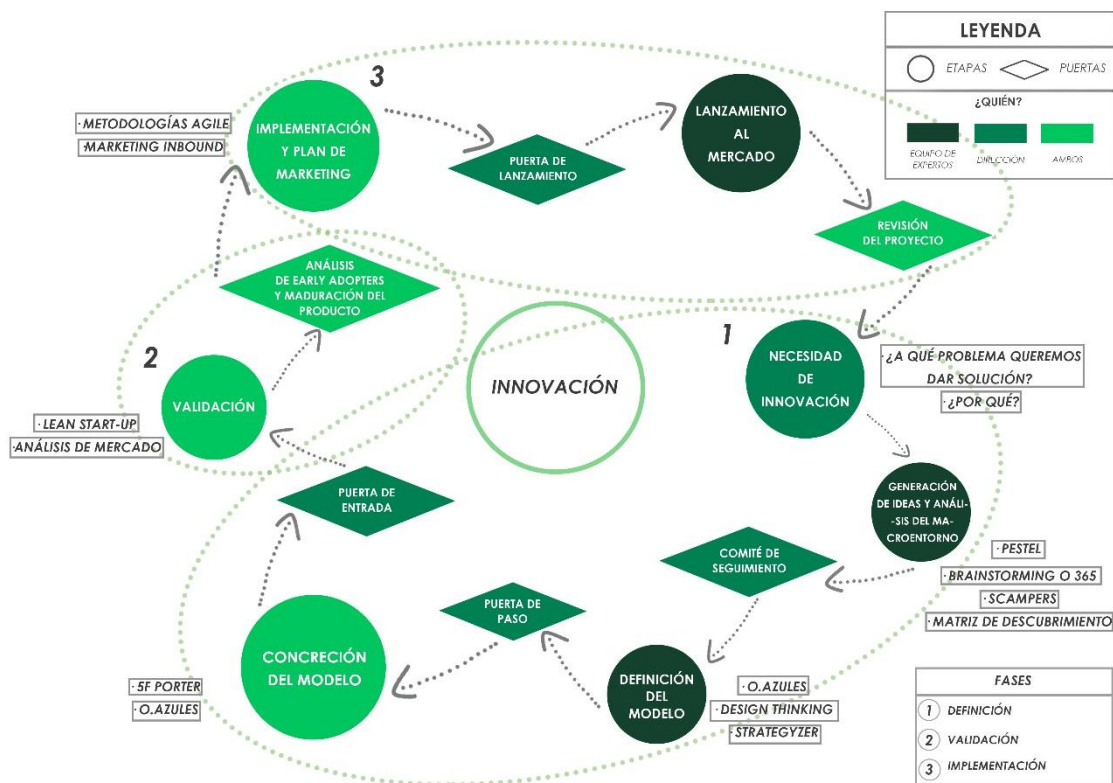 LEYENDA
ETAPAS
PUERTAS
¿QUIÉN?
EQUIPO DE
EXPERTOS
DIRECCIÓN
AMBOS
3
· METODOLOGÍAS AGILE
·MARKETING INBOUND
IMPLEMENTACIÓN
Y PLAN DE
MARKETING
PUERTA DE
LANZAMIENTO
LANZAMIENTO
AL
MERCADO
REVISIÓN
DEL PROYECTO
ANÁLISIS
DE EARLY ADOPTERS
Y MADURACIÓN DEL
PRODUCTO
2
VALIDACIÓN
· LEAN START-UP
·ANÁLISIS DE MERCADO
INNOVACIÓN
1
NECESIDAD
DE
INNOVACIÓN
·¿A QUÉ PROBLEMA QUEREMOS
DAR SOLUCIÓN?
·¿POR QUÉ?
PUERTA DE
ENTRADA
GENERACIÓN
DE IDEAS Y ANÁLI-
-SIS DEL MA-
CROENTORNO
· PESTEL
· BRAINSTORMING O 365
· SCAMPERS
·MATRIZ DE DESCUBRIMIENTO
COMITÉ DE
SEGUIMIENTO
PUERTA DE
PASO
CONCRECIÓN
DEL MODELO
· 5F PORTER
· O.AZULES
DEFINICIÓN
DEL
MODELO
· O.AZULES
·DESIGN THINKING
·STRATEGYZER
FASES
1 DEFINICIÓN
2 VALIDACIÓN
3 IMPLEMENTACIÓN